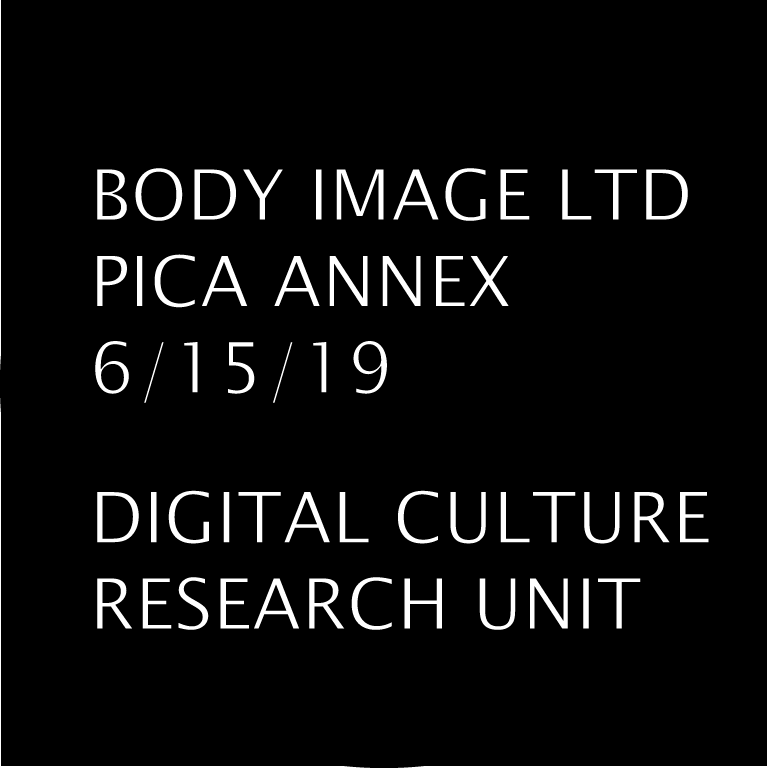 BODY IMAGE LTD
PICA ANNEX
6/15/19
DIGITAL CULTURE
RESEARCH UNIT